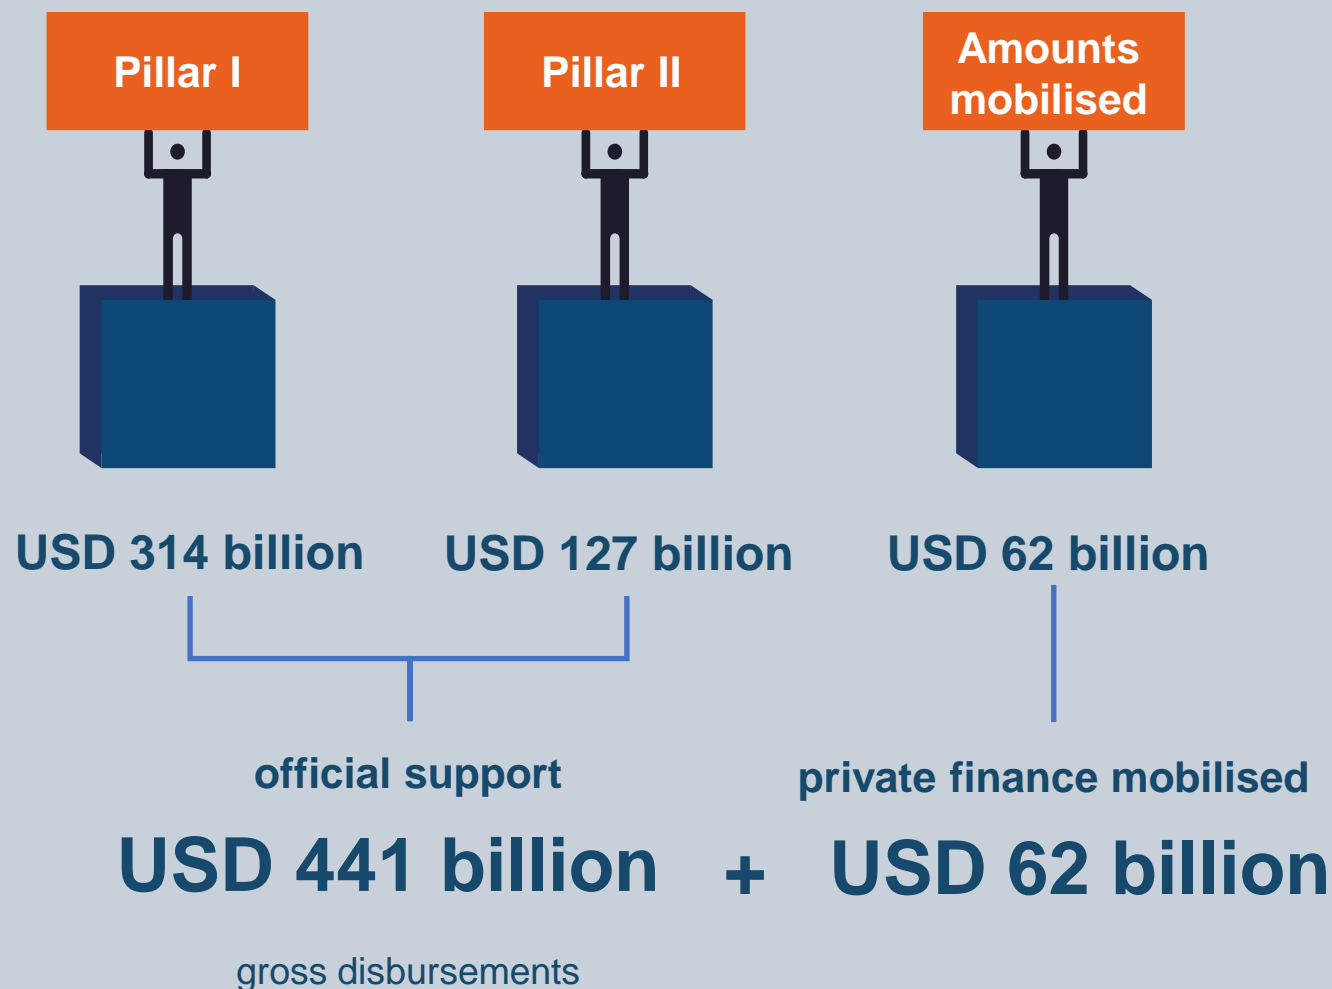 Pillar I
Pillar II
Amounts
mobilised
USD 314 billion
USD 127 billion
USD 62 billion
official support
private finance mobilised
USD 441 billion + USD 62 billion
gross disbursements